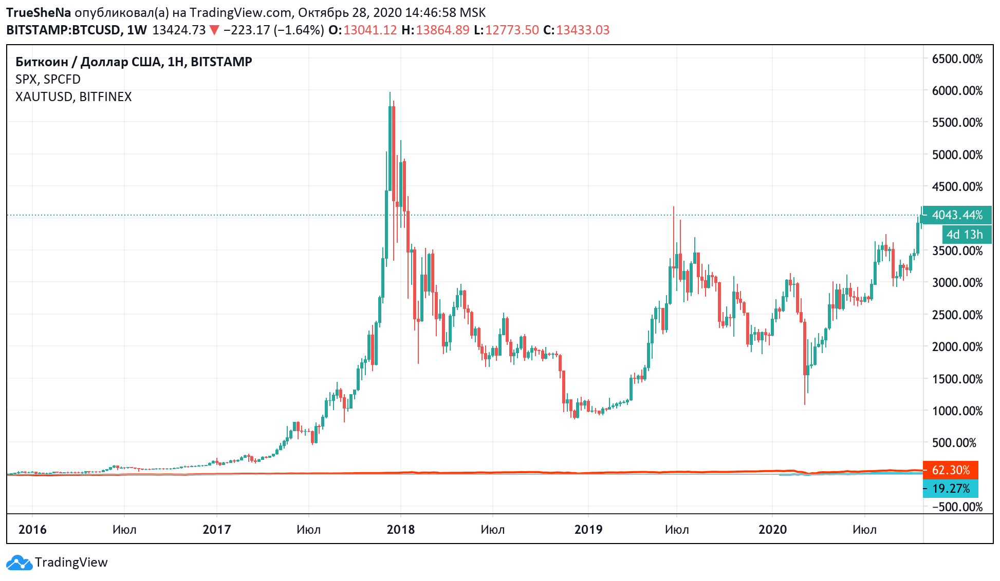 TrueSheNa опубликовал(а) на TradingView.com, Октябрь 28, 2020 14:46:58 MSK
BITSTAMP:BTCUSD, 1W 13424.73 ▼ −223.17 (−1.64%) O:13041.12 H:13864.89 L:12773.50 C:13433.03
Биткоин / Доллар США, 1Н, BITSTAMP
SPX, SPCFD
XAUTUSD, BITFINEX
6500.00%
6000.00%
5500.00%
5000.00%
4500.00%
4043.44%
4d 13h
3500.00%
3000.00%
2500.00%
2000.00%
1500.00%
1000.00%
500.00%
62.30%
19.27%
−500.00%
2016 Июл 2017 Июл 2018 Июл 2019 Июл 2020 Июл
TradingView